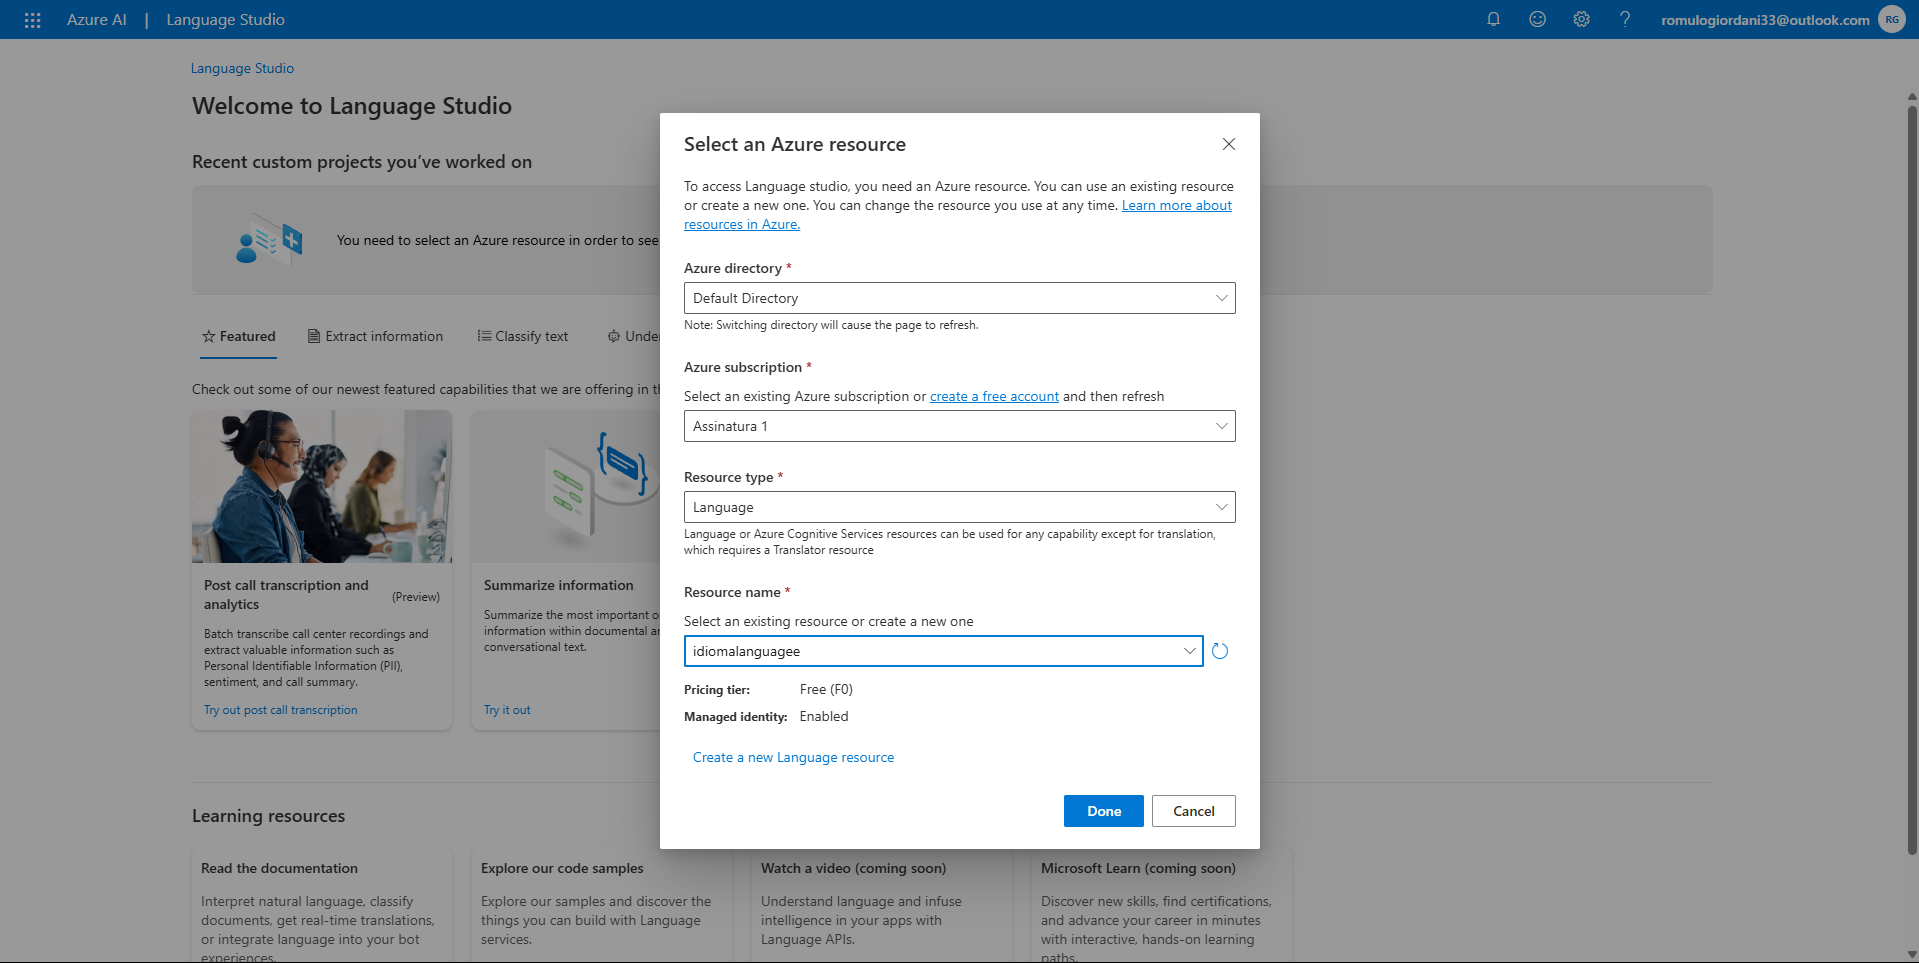 Azure AI | Language Studio
romulogiordani33@outlook.com RG
Language Studio
Welcome to Language Studio
Recent custom projects you've worked on
You need to select an Azure resource in order to see
Featured
Extract information
Classify text
Under
Check out some of our newest featured capabilities that we are offering in th
Post call transcription and
analytics
(Preview)
Batch transcribe call center recordings and
extract valuable information such as
Personal Identifiable Information (PII),
sentiment, and call summary.
Try out post call transcription
Summarize information
Summarize the most important o
information within documental an
conversational text.
Try it out
Select an Azure resource
To access Language studio, you need an Azure resource. You can use an existing resource
or create a new one. You can change the resource you use at any time. Learn more about
resources in Azure.
Azure directory *
Default Directory
Note: Switching directory will cause the page to refresh.
Azure subscription *
Select an existing Azure subscription or create a free account and then refresh
Assinatura 1
Resource type *
Language
Language or Azure Cognitive Services resources can be used for any capability except for translation,
which requires a Translator resource
Resource name *
Select an existing resource or create a new one
idiomalanguagee
Pricing tier: Free (F0)
Managed identity: Enabled
Create a new Language resource
Done
Cancel
Learning resources
Read the documentation
Interpret natural language, classify
documents, get real-time translations,
or integrate language into your bot
experiences.
Explore our code samples
Explore our samples and discover the
things you can build with Language
services.
Watch a video (coming soon)
Understand language and infuse
intelligence in your apps with
Language APIs.
Microsoft Learn (coming soon)
Discover new skills, find certifications,
and advance your career in minutes
with interactive, hands-on learning
paths.